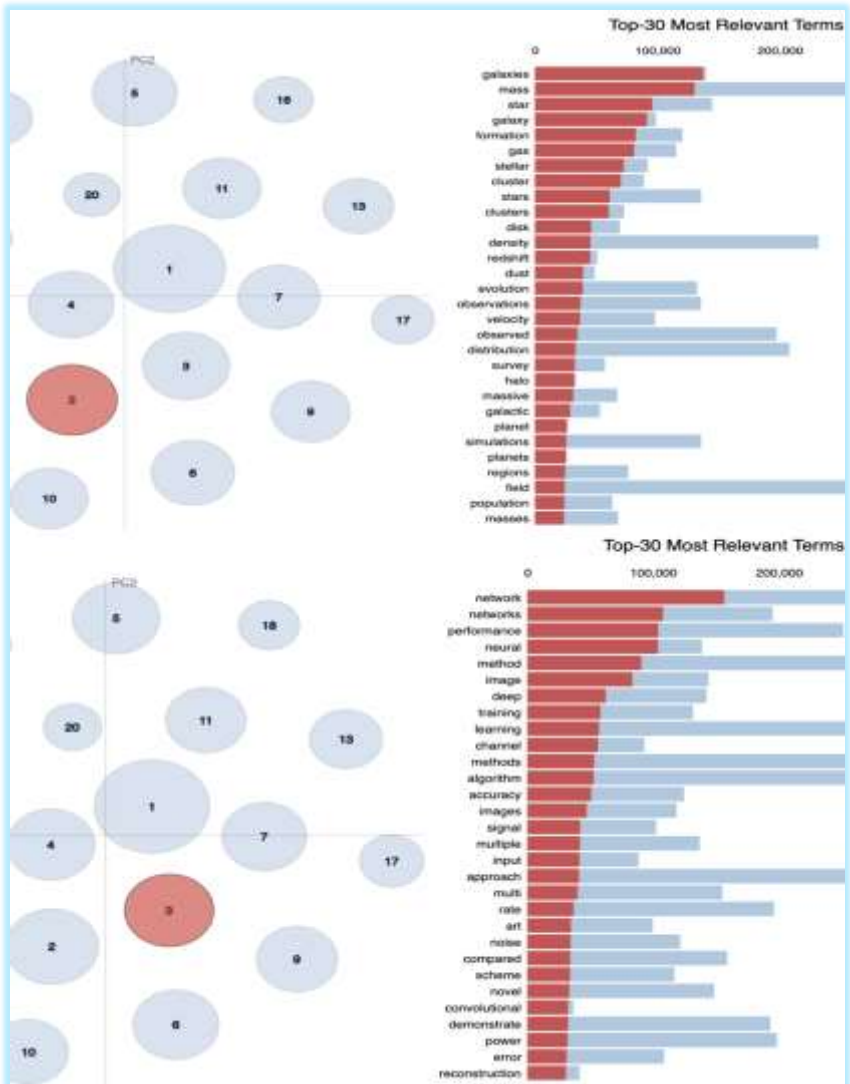 Top-30 Most Relevant Terms
0 100,000 200,000
PC2
5
16
20
11
13
1
4
7
17
3
2
9
6
10
galaxies
mass
star
galaxy
formation
gas
stellar
cluster
stars
clusters
disk
density
redshift
dust
evolution
observations
velocity
observed
distribution
survey
halo
massive
galactic
planet
simulations
planets
regions
field
population
masses
Top-30 Most Relevant Terms
0 100,000 200,000
PC2
5
16
20
11
13
1
4
7
17
3
2
9
6
10
network
networks
performance
neural
method
image
deep
training
learning
channel
methods
algorithm
accuracy
images
signal
multiple
input
approach
multi
rate
art
noise
compared
scheme
novel
convolutional
demonstrate
power
error
reconstruction